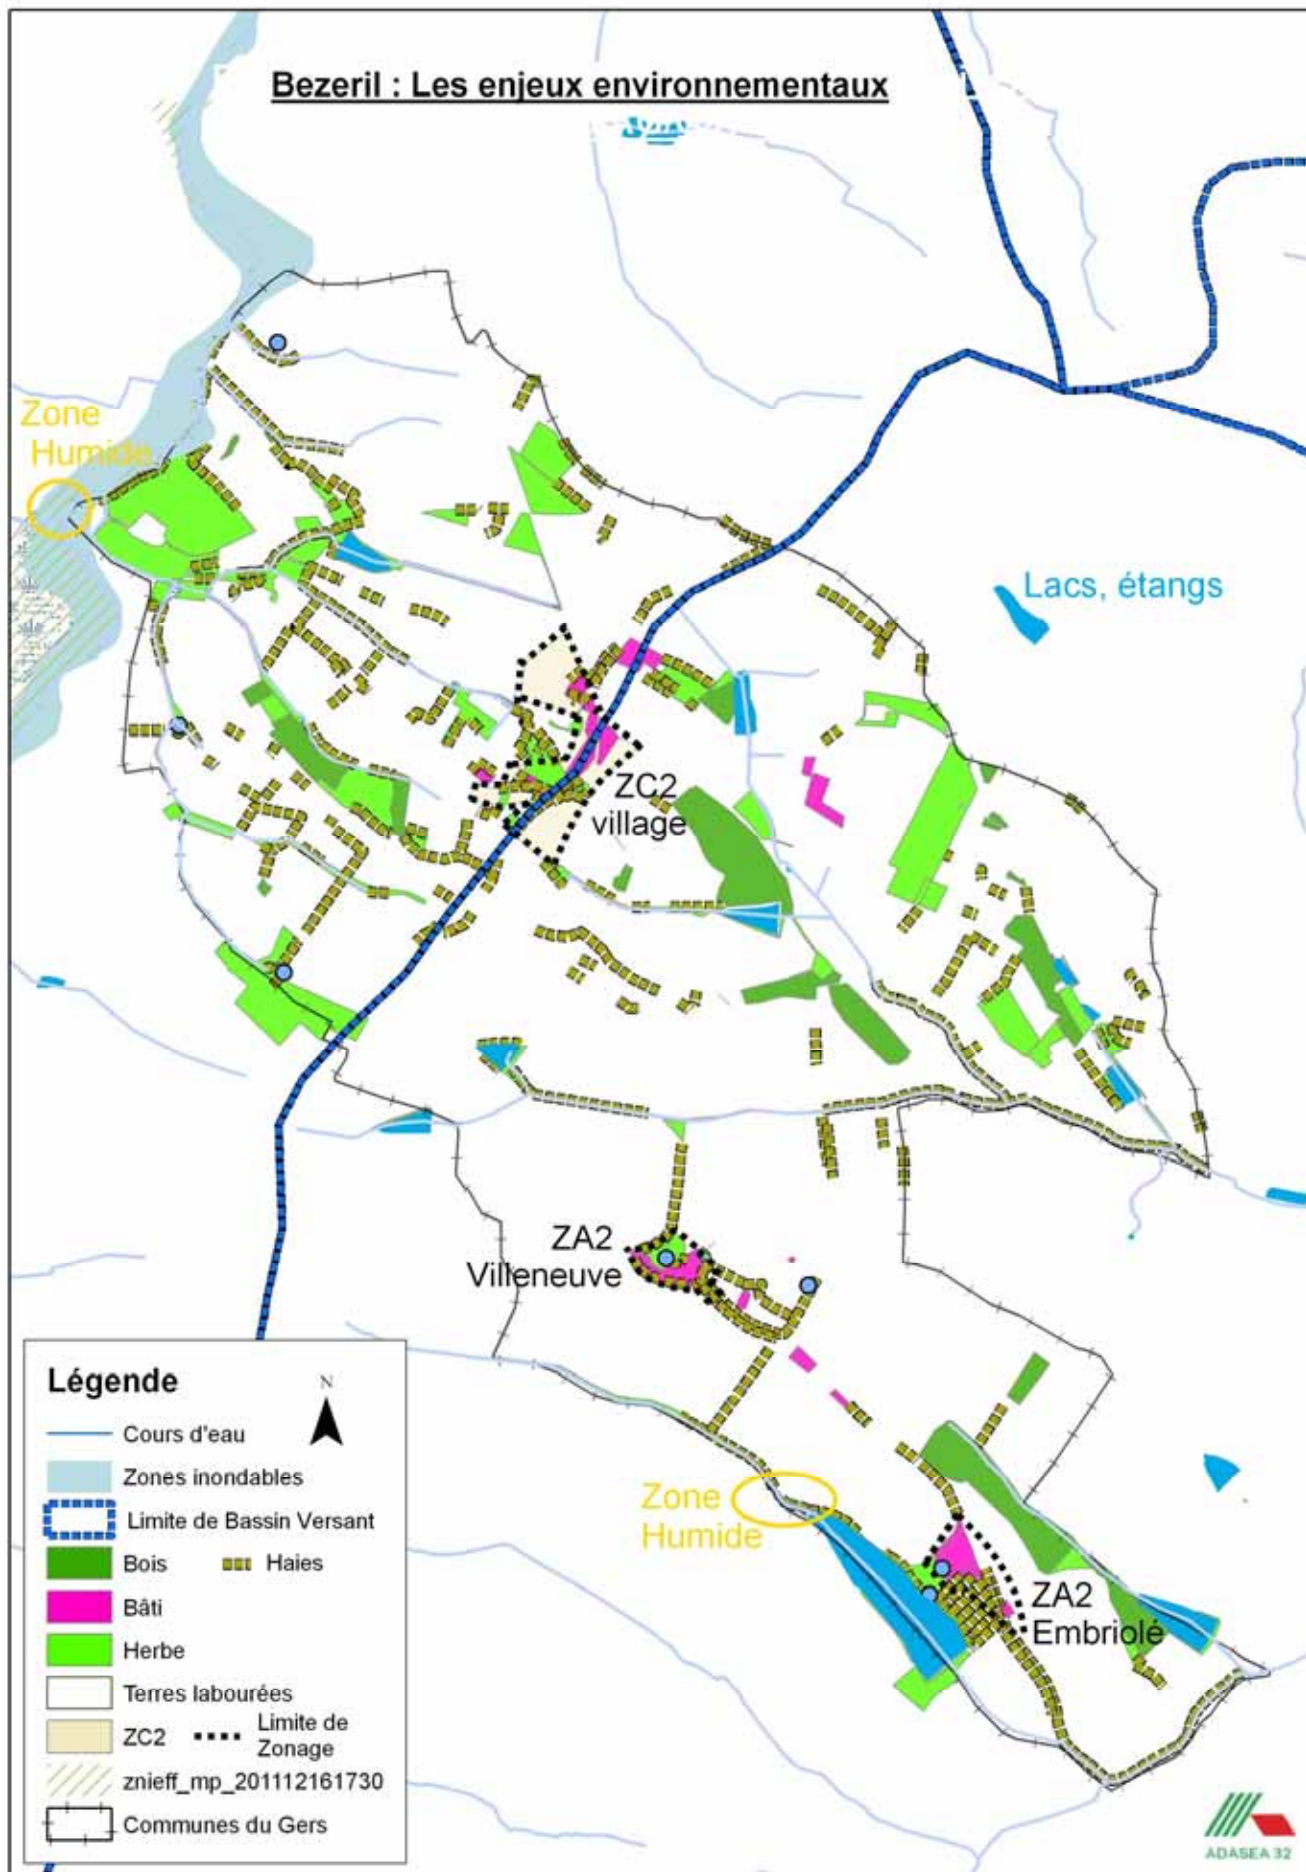 Bezeril : Les enjeux environnementaux
Zone
Humide
Lacs, étangs
ZC2
village
ZA2
Villeneuve
Zone
Humide
ZA2
Embriolé
Légende
N
Cours d'eau
Zones inondables
Limite de Bassin Versant
Bois
Haies
Bâti
Herbe
Terres labourées
ZC2
Limite de
Zonage
znieff_mp_201112161730
Communes du Gers
ADASEA 32